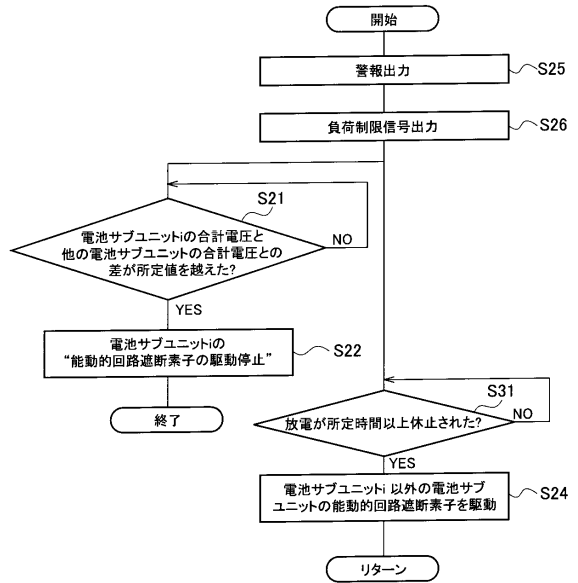 開始
警報出力
S25
負荷制限信号出力
S26
S21
電池サブユニットiの合計電圧と
他の電池サブユニットの合計電圧との
差が所定値を越えた?
NO
YES
電池サブユニットiの
“能動的回路遮断素子の駆動停止”
S22
終了
S31
放電が所定時間以上休止された?
NO
YES
電池サブユニットi 以外の電池サブ
ユニットの能動的回路遮断素子を駆動
S24
リターン